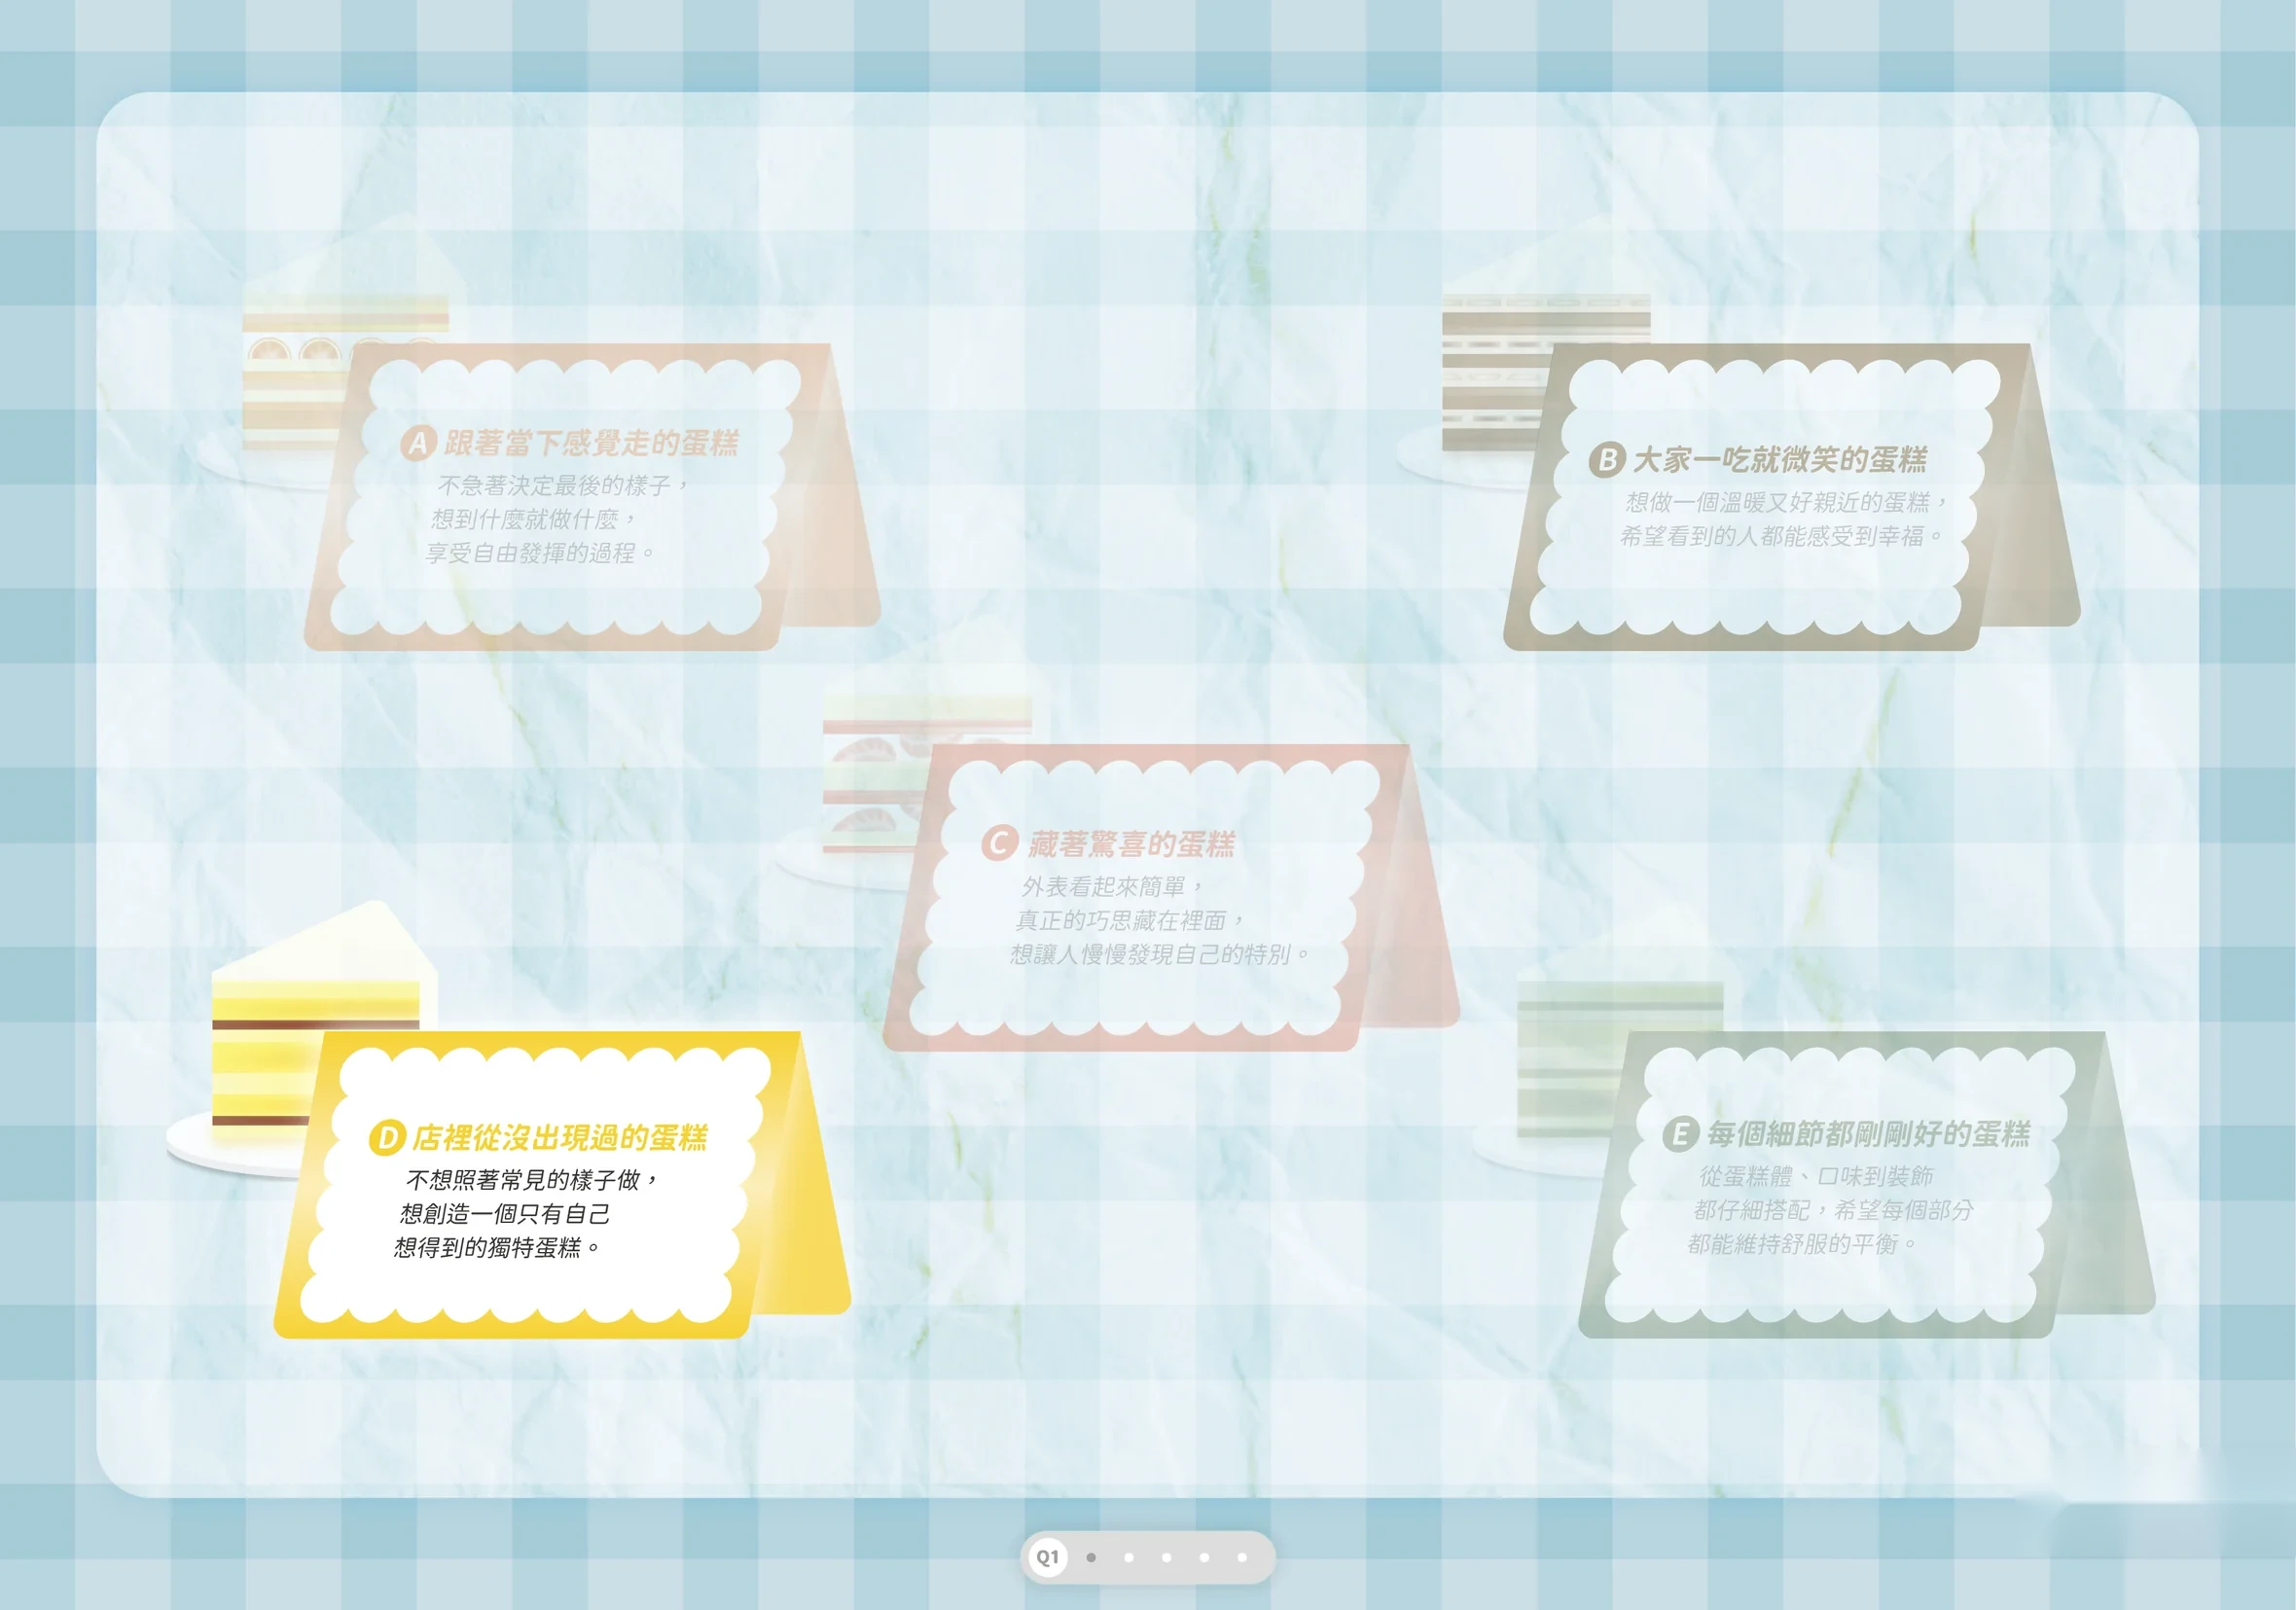 A 跟著當下感覺走的蛋糕
不急著決定最後的樣子，
想到什麼就做什麼，
享受自由發揮的過程。
B 大家一吃就微笑的蛋糕
想做一個溫暖又好親近的蛋糕，
希望看到的人都能感受到幸福。
C 藏著驚喜的蛋糕
外表看起來簡單，
真正的巧思藏在裡面，
想讓人慢慢發現自己的特別。
D 店裡從沒出現過的蛋糕
不想照著常見的樣子做，
想創造一個只有自己
想得到的獨特蛋糕。
E 每個細節都剛剛好的蛋糕
從蛋糕體、口味到裝飾
都仔細搭配，希望每個部分
都能維持舒服的平衡。
Q1